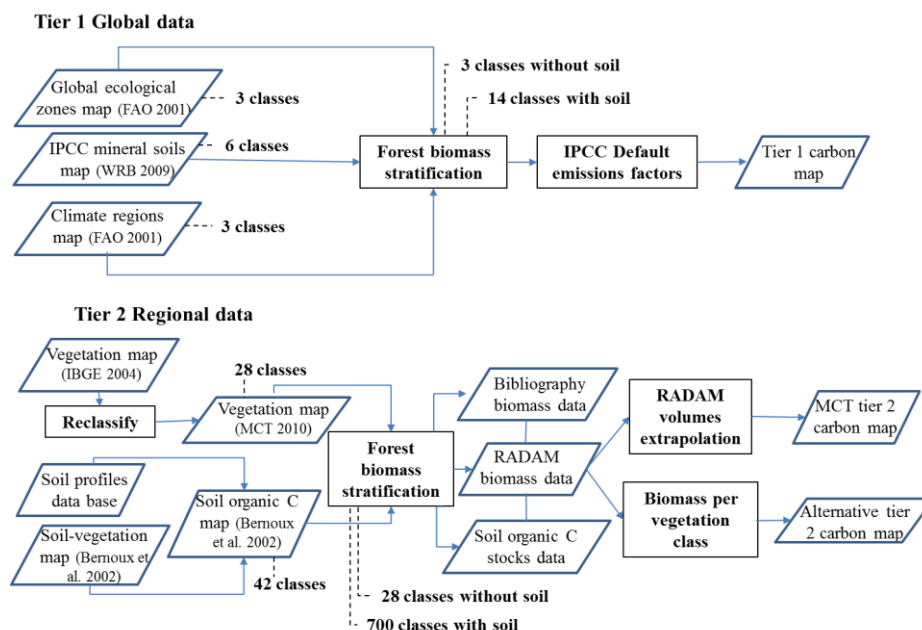 Tier 1 Global data
Global ecological
zones map (FAO 2001)
3 classes
IPCC mineral soils
map (WRB 2009)
6 classes
Climate regions
map (FAO 2001)
3 classes
3 classes without soil
14 classes with soil
Forest biomass
stratification
IPCC Default
emissions factors
Tier 1 carbon
map
Tier 2 Regional data
Vegetation map
(IBGE 2004)
Reclassify
28 classes
Vegetation map
(MCT 2010)
Soil profiles
data base
Soil-vegetation
map (Bernoux
et al. 2002)
Soil organic C
map (Bernoux
et al. 2002)
42 classes
Forest
biomass
stratification
28 classes without soil
700 classes with soil
Bibliography
biomass data
RADAM
biomass data
Soil organic C
stocks data
RADAM
volumes
extrapolation
MCT tier 2
carbon map
Biomass per
vegetation
class
Alternative tier
2 carbon map